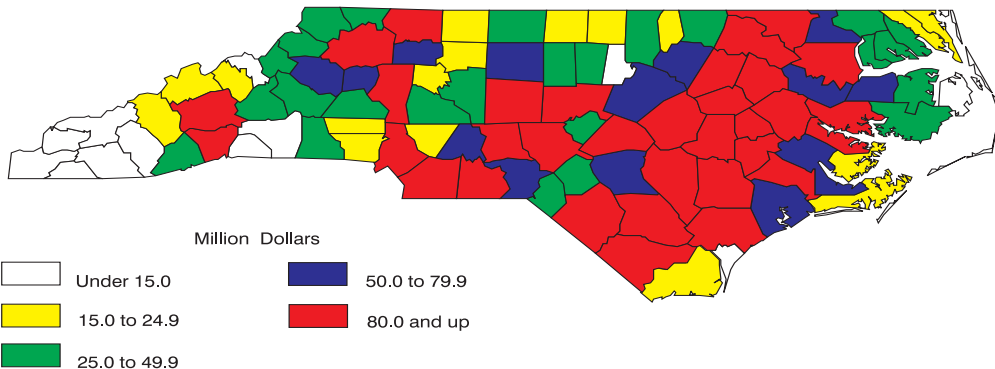 Million Dollars
Under 15.0
15.0 to 24.9
25.0 to 49.9
50.0 to 79.9
80.0 and up